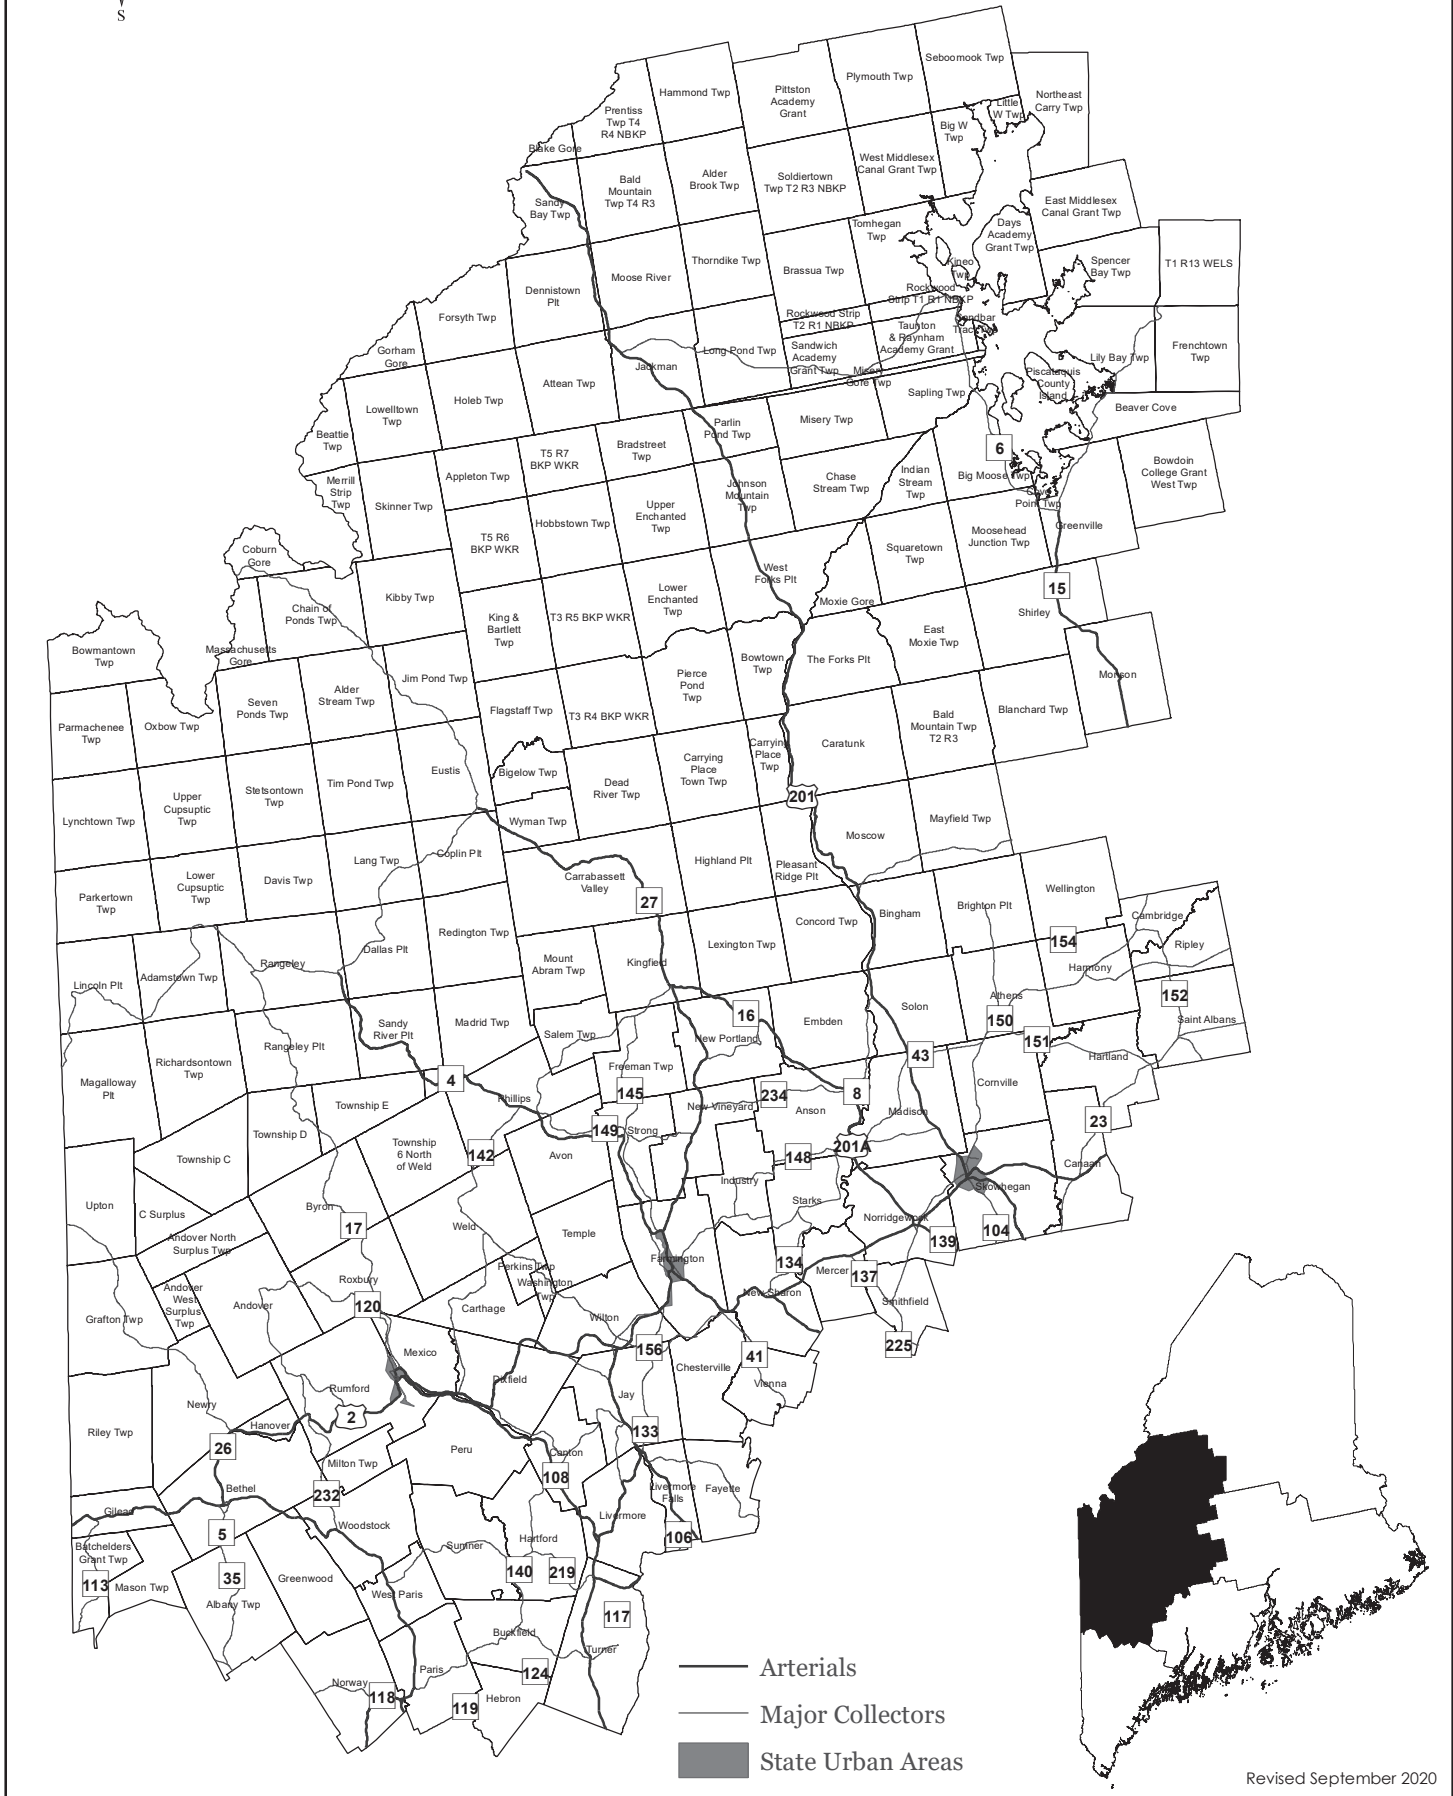 S
Seboomook Twp
Plymouth Twp
Hammond Twp
Pittston
Academy
Grant
Northeast
Carry Twp
Little
W Twp
Prentiss
Twp T4
R4 NBKP
Big W
Twp
Blake Gore
West Middlesex
Canal Grant Twp
Alder
Brook Twp
Soldiertown
Twp T2 R3 NBKP
Bald
Mountain
Twp T4 R3
Sandy
Bay Twp
East Middlesex
Canal Grant Twp
Days
Academy
Grant Twp
Tomhegan
Twp
Thorndike Twp
Brassua Twp
Kineo
Twp
Spencer
Bay Twp
T1 R13 WELS
Moose River
Dennistown
Plt
Rockwood
Strip T1 R1 NBKP
Rockwood Strip
T2 R1 NBKP
Forsyth Twp
Sandbar
Tract Twp
Taunton
& Raynham
Academy Grant
Sandwich
Academy
Grant Twp
Long Pond Twp
Gorham
Gore
Jackman
Misery
Gore Twp
Lily Bay Twp
Frenchtown
Twp
Attean Twp
Piscataquis
County
Island
Sapling Twp
Holeb Twp
Lowelltown
Twp
Beaver Cove
Misery Twp
Parlin
Pond Twp
Beattie
Twp
Bradstreet
Twp
T5 R7
BKP WKR
6
Appleton Twp
Bowdoin
College Grant
West Twp
Big Moose Twp
Indian
Stream
Twp
Chase
Stream Twp
Johnson
Mountain
Twp
Merrill
Strip
Twp
Skinner Twp
Cove
Point Twp
Upper
Enchanted
Twp
Hobbstown Twp
Greenville
Moosehead
Junction Twp
T5 R6
BKP WKR
Squaretown
Twp
Coburn
Gore
West
Forks Plt
15
Kibby Twp
Lower
Enchanted
Twp
Moxie Gore
Chain of
Ponds Twp
Shirley
King &
Bartlett
Twp
T3 R5 BKP WKR
East
Moxie Twp
Massachusetts
Gore
Bowmantown
Twp
The Forks Plt
Bowtown
Twp
Monson
Pierce
Pond
Twp
Jim Pond Twp
Alder
Stream Twp
Seven
Ponds Twp
Flagstaff Twp
T3 R4 BKP WKR
Blanchard Twp
Bald
Mountain Twp
T2 R3
Oxbow Twp
Parmachenee
Twp
Caratunk
Carrying
Place
Twp
Carrying
Place
Town Twp
Eustis
Bigelow Twp
Dead
River Twp
Tim Pond Twp
Stetsontown
Twp
Upper
Cupsuptic
Twp
201
Lynchtown Twp
Wyman Twp
Mayfield Twp
Moscow
Coplin Plt
Lang Twp
Highland Plt
Pleasant
Ridge Plt
Carrabassett
Valley
Davis Twp
Lower
Cupsuptic
Twp
Parkertown
Twp
27
Wellington
Brighton Plt
Bingham
Cambridge
Concord Twp
Redington Twp
154
Lexington Twp
Ripley
Dallas Plt
Mount
Abram Twp
Kingfield
Rangeley
Harmony
Adamstown Twp
Lincoln Plt
152
Athens
Solon
16
150
Embden
Saint Albans
Madrid Twp
Sandy
River Plt
Salem Twp
New Portland
151
Rangeley Plt
43
Hartland
Richardsontown
Twp
Freeman Twp
4
Magalloway
Plt
Cornville
145
234
8
Phillips
Township E
New Vineyard
Anson
Madison
23
Township D
149
Strong
Township
6 North
of Weld
142
Avon
148
201A
Township C
Canaan
Industry
Skowhegan
Starks
Upton
Byron
C Surplus
17
Weld
Norridgewock
Temple
104
139
Andover North
Surplus Twp
Farmington
134
Mercer
137
Perkins Twp
Washington
Twp
Roxbury
New Sharon
Andover
West
Surplus
Twp
Andover
120
Carthage
Smithfield
Grafton Twp
Wilton
225
156
Mexico
41
Chesterville
Dixfield
Vienna
Rumford
Jay
Newry
2
Hanover
133
Riley Twp
26
Peru
Canton
Milton Twp
108
Bethel
232
Livermore
Falls
Fayette
Gilead
Livermore
Woodstock
5
106
Hartford
Sumner
Batchelders
Grant Twp
140
219
35
Greenwood
113
Mason Twp
West Paris
Albany Twp
117
Buckfield
Turner
Paris
124
Norway
118
119
Hebron
Arterials
Major Collectors
State Urban Areas
Revised September 2020